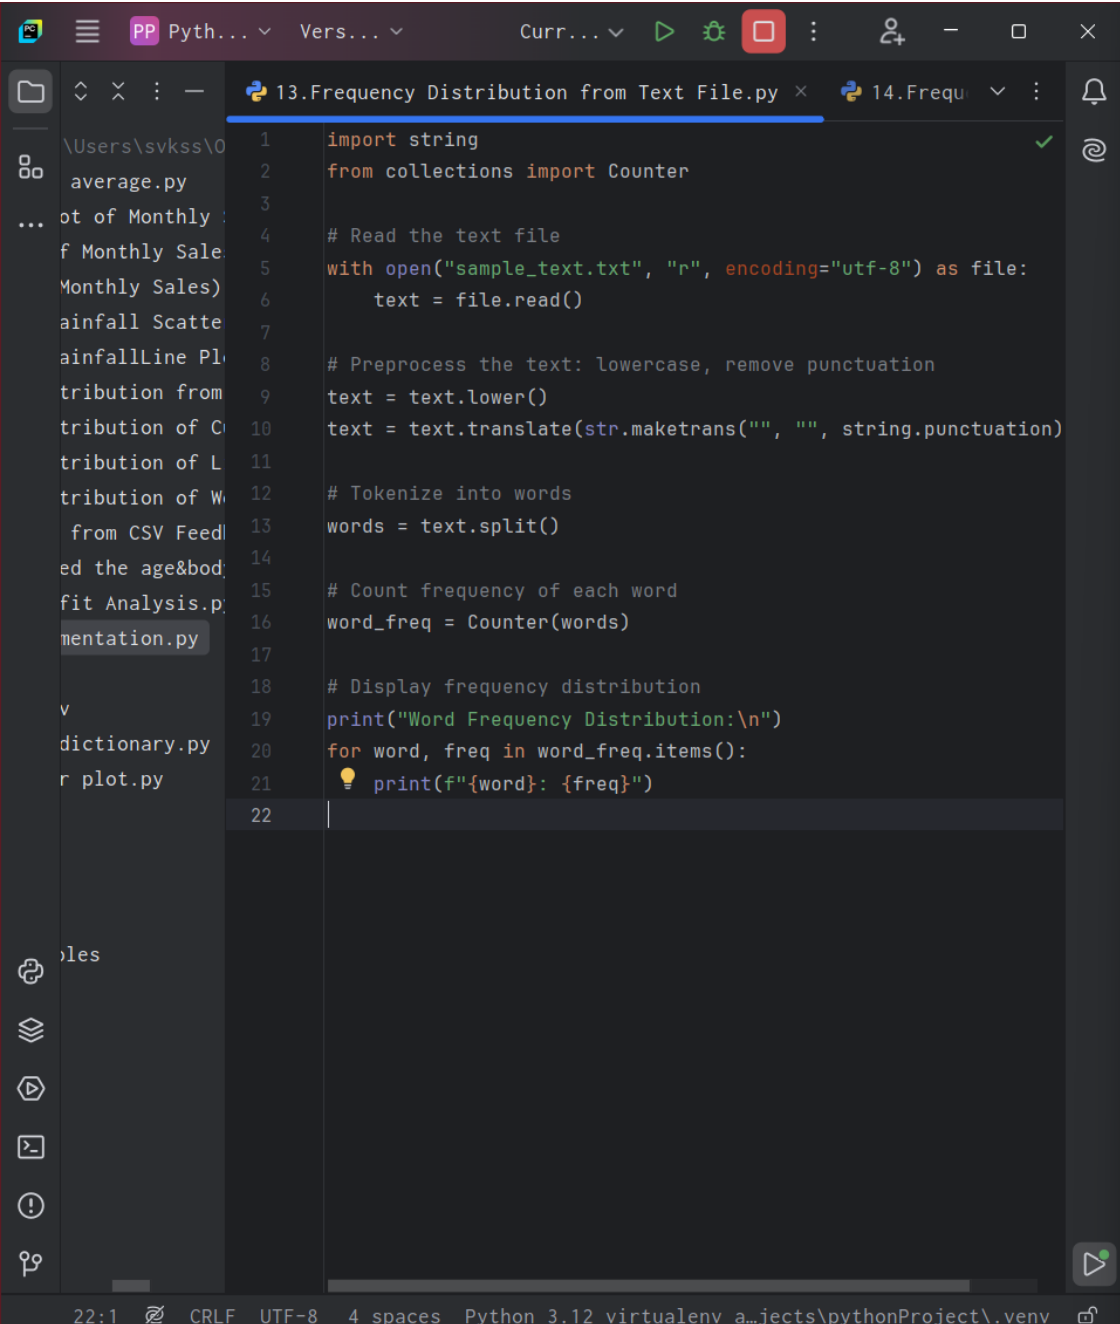 PP Pyth... Vers... Curr...
13.Frequency Distribution from Text File.py 14.Frequ
\Users\svkss\O
average.py
ot of Monthly
f Monthly Sale
Monthly Sales)
ainfall Scatte
ainfallLine Pl
tribution from
tribution of C
tribution of L
tribution of W
from CSV Feed
ed the age&body
fit Analysis.py
mentation.py
v
dictionary.py
r plot.py
oles
1 import string
2 from collections import Counter
3
4 # Read the text file
5 with open("sample_text.txt", "r", encoding="utf-8") as file:
6 text = file.read()
7
8 # Preprocess the text: lowercase, remove punctuation
9 text = text.lower()
10 text = text.translate(str.maketrans("", "", string.punctuation)
11
12 # Tokenize into words
13 words = text.split()
14
15 # Count frequency of each word
16 word_freq = Counter(words)
17
18 # Display frequency distribution
19 print("Word Frequency Distribution:\n")
20 for word, freq in word_freq.items():
21 print(f"{word}: {freq}")
22
22:1 CRLF UTF-8 4 spaces Python 3.12 virtualenv a…jects\pythonProject\.venv